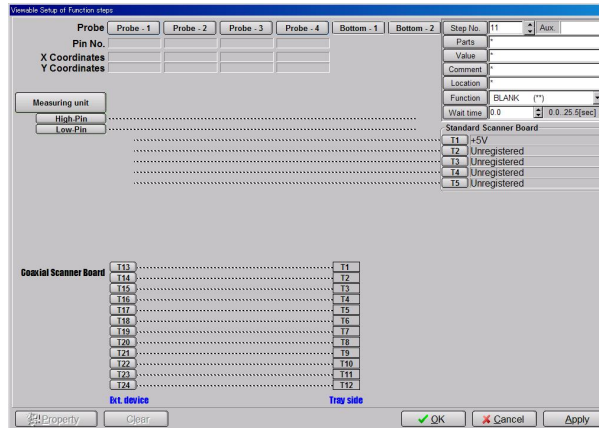 Viewable Setup of Function steps
Probe Probe - 1 Probe - 2 Probe - 3 Probe - 4 Bottom - 1 Bottom - 2 Step No. 11 Aux.
Pin No. Parts *
X Coordinates Value *
Y Coordinates Comment *
Location *
Measuring unit Function BLANK (**)
High-Pin Wait time 0.0 0.0..25.5[sec]
Low-Pin Standard Scanner Board
T1 +5V
T2 Unregistered
T3 Unregistered
T4 Unregistered
T5 Unregistered
Coaxial Scanner Board T13 T1
T14 T2
T15 T3
T16 T4
T17 T5
T18 T6
T19 T7
T20 T8
T21 T9
T22 T10
T23 T11
T24 T12
Ext. device Tray side
Property Clear OK Cancel Apply